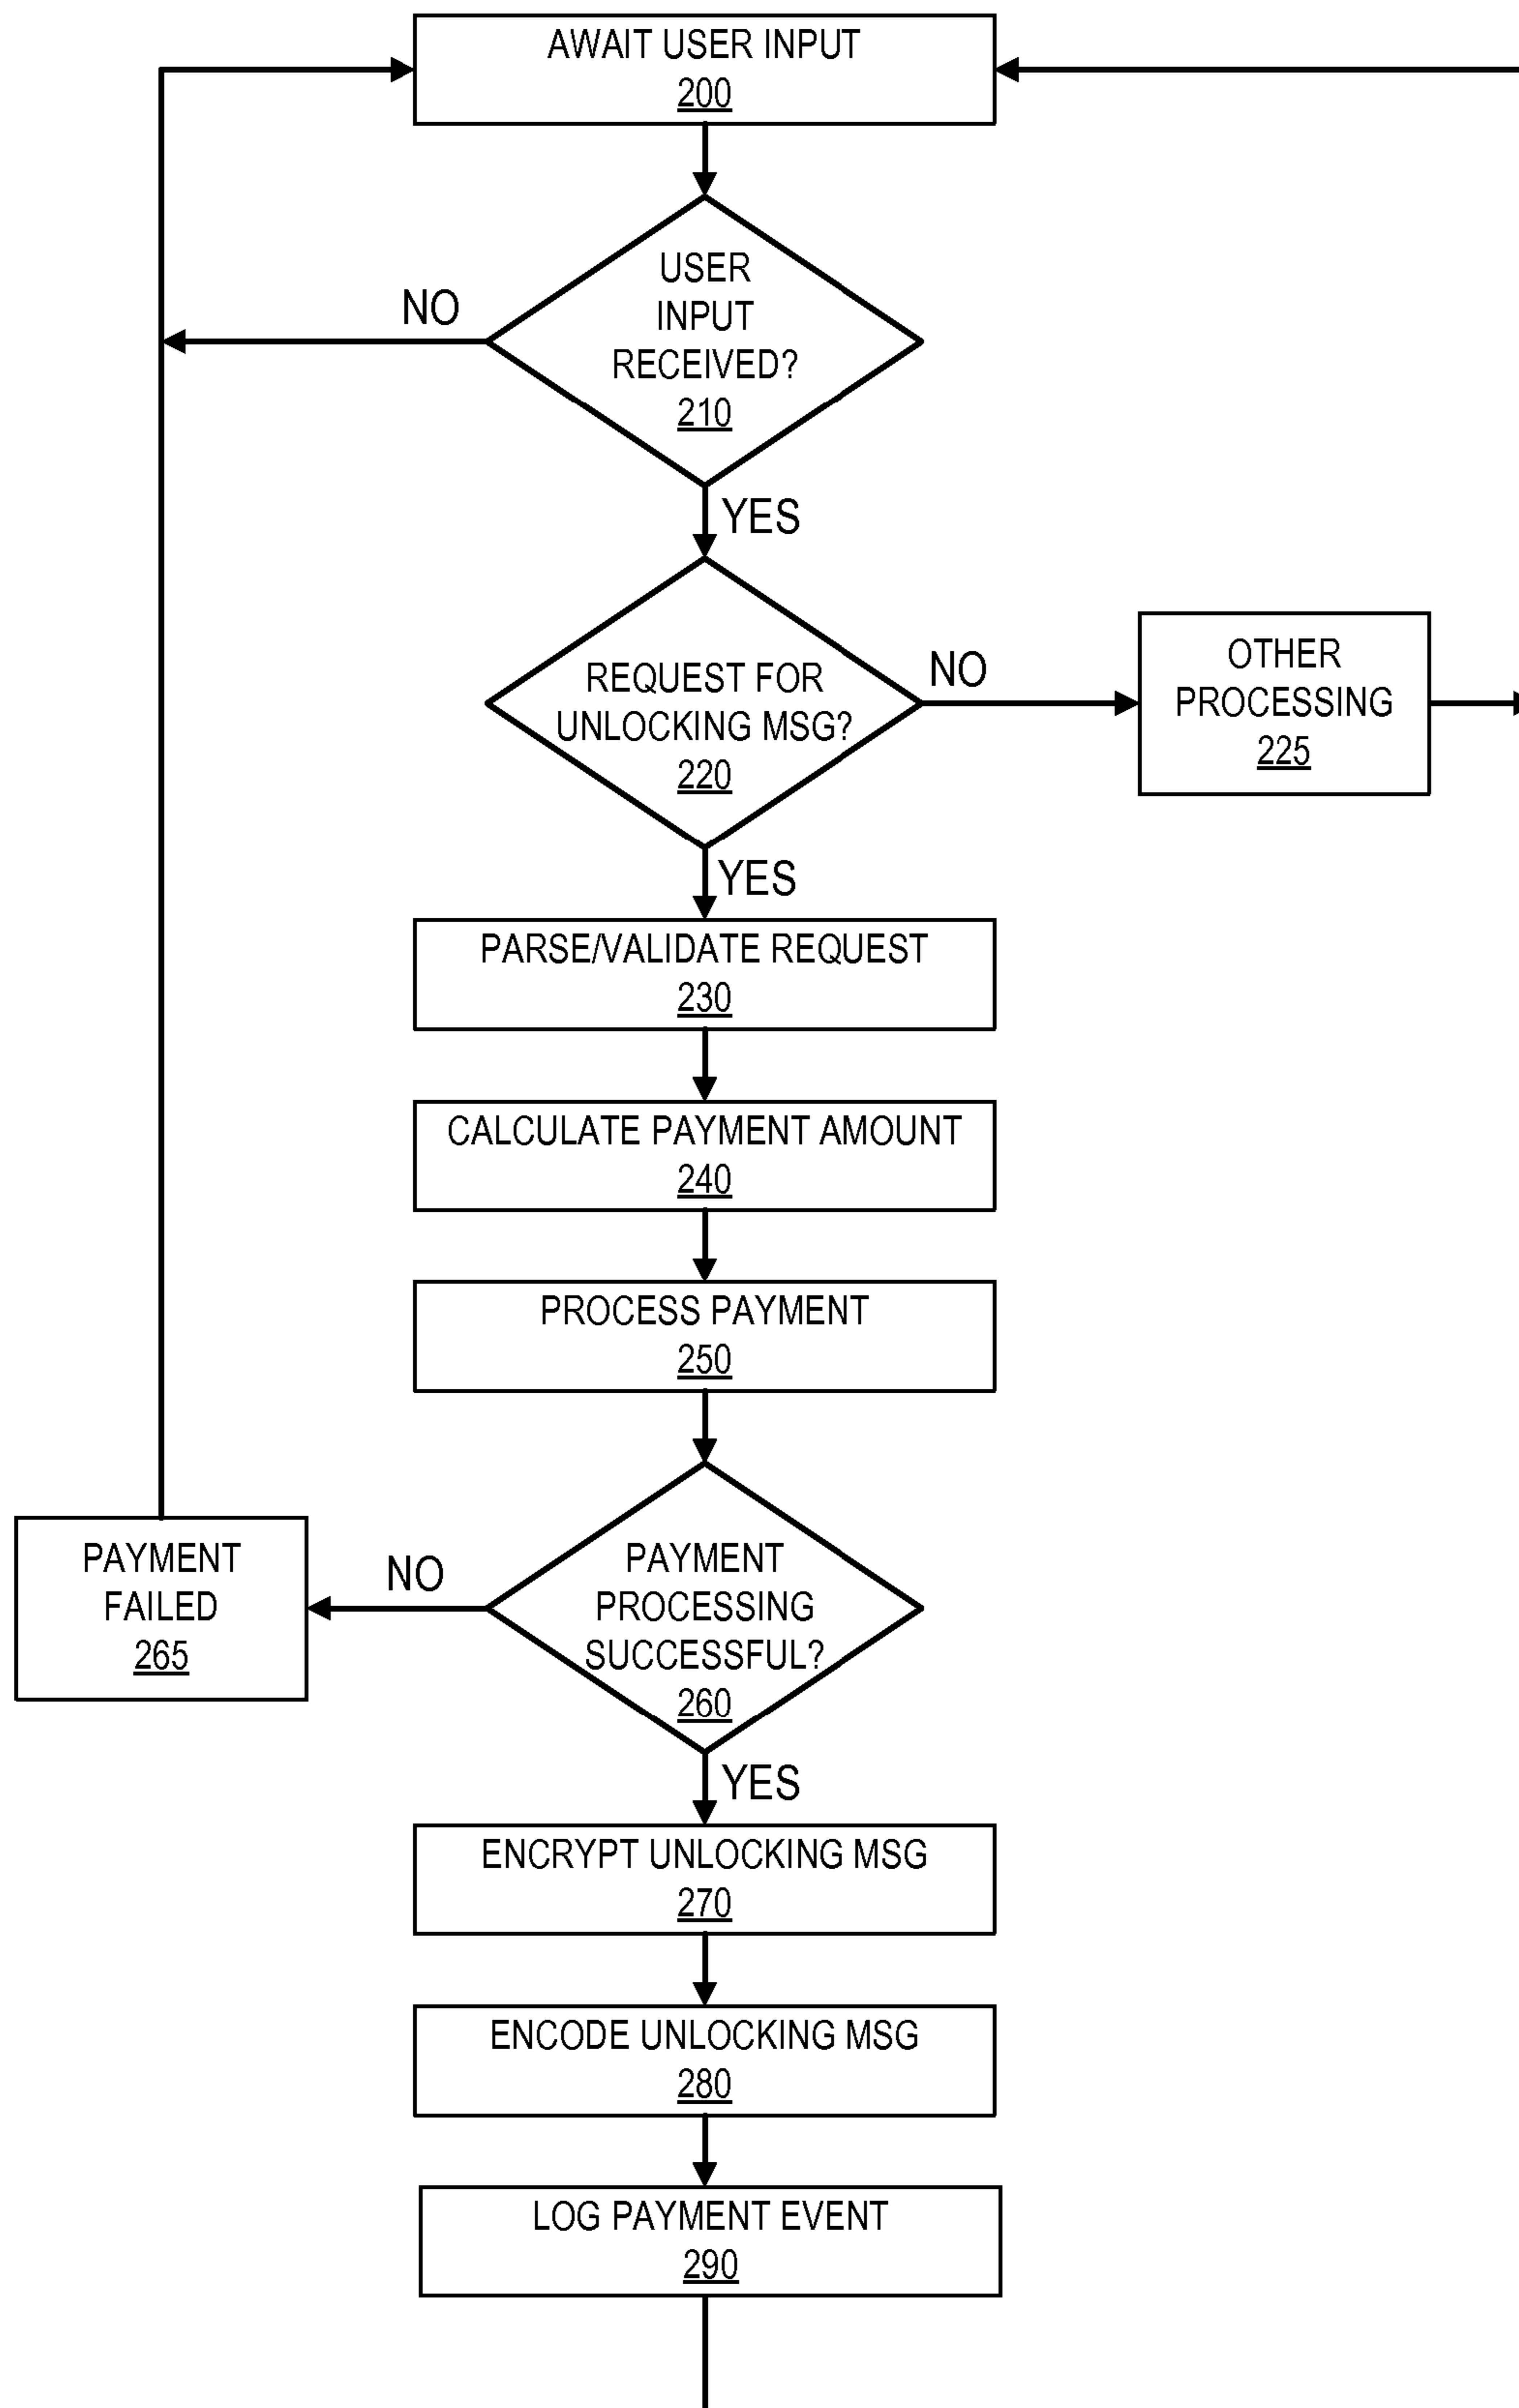 AWAIT USER INPUT
200
USER
INPUT
RECEIVED?
210
NO
YES
REQUEST FOR
UNLOCKING MSG?
220
NO
OTHER
PROCESSING
225
YES
PARSE/VALIDATE REQUEST
230
CALCULATE PAYMENT AMOUNT
240
PROCESS PAYMENT
250
PAYMENT
PROCESSING
SUCCESSFUL?
260
NO
PAYMENT
FAILED
265
YES
ENCRYPT UNLOCKING MSG
270
ENCODE UNLOCKING MSG
280
LOG PAYMENT EVENT
290